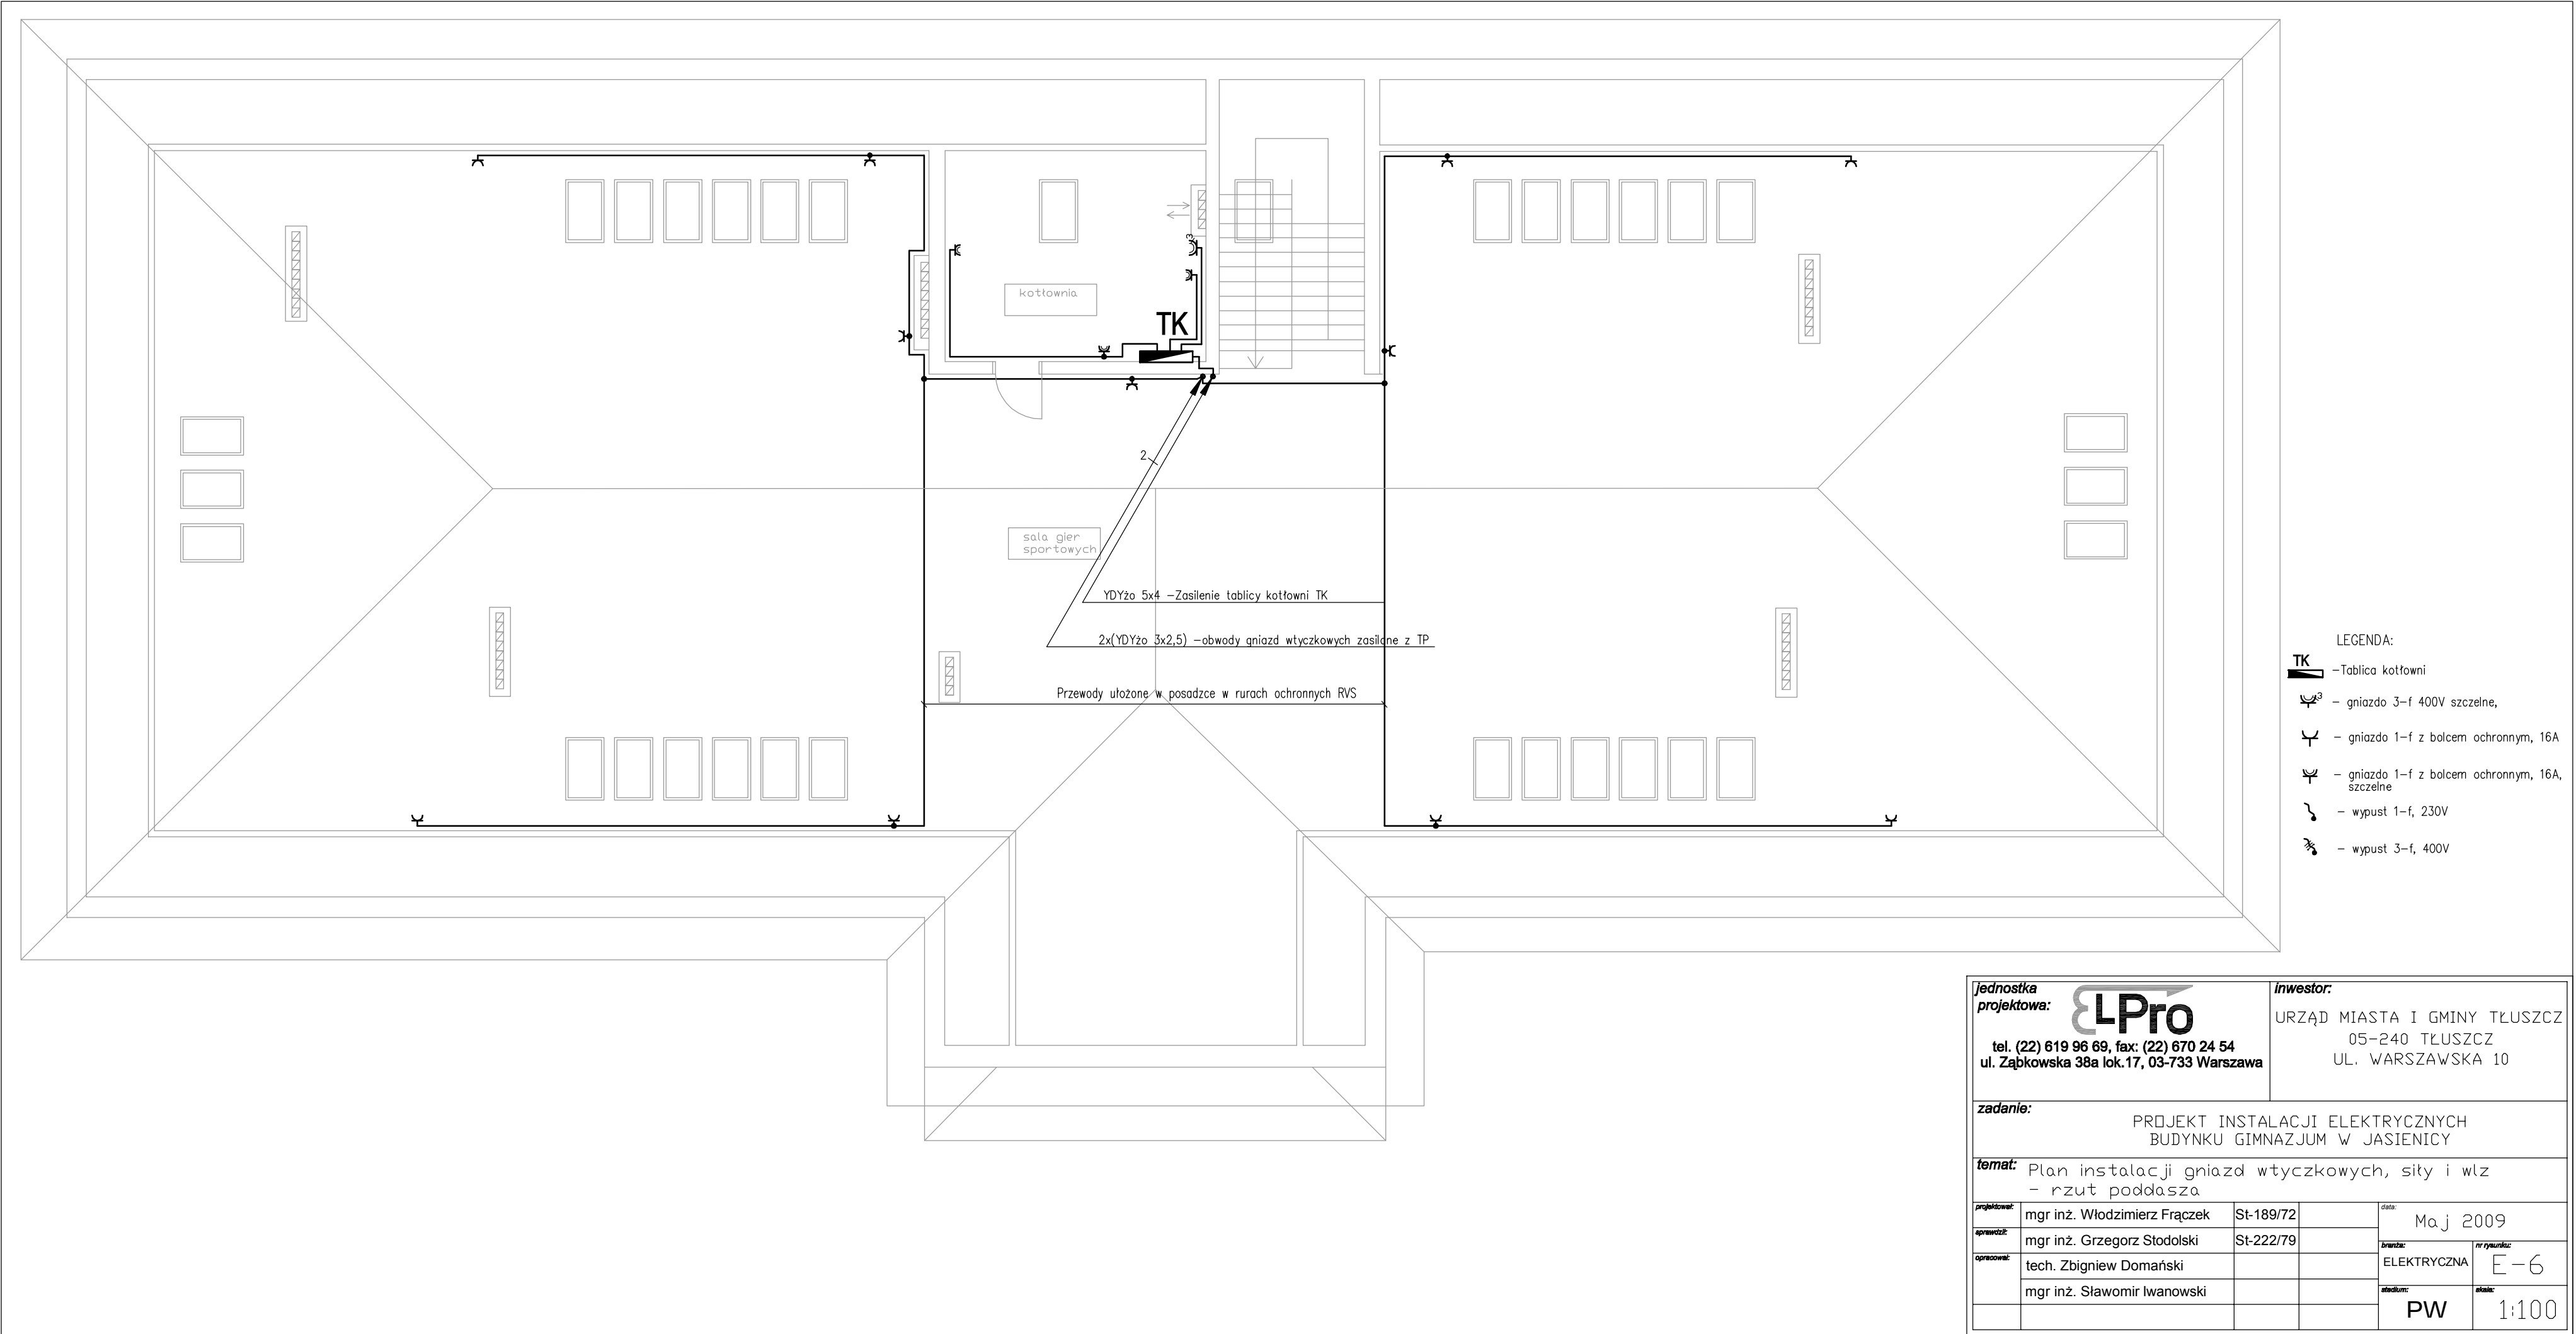 3
kotłownia
TK
2
sala gier
sportowych
YDYżo 5x4 -Zasilenie tablicy kotłowni TK
2x(YDYżo 3x2,5) -obwody gniazd wtyczkowych zasilane z TP
Przewody ułożone w posadzce w rurach ochronnych RVS
LEGENDA:
TK
-Tablica kotłowni
3
- gniazdo 3-f 400V szczelne,
- gniazdo 1-f z bolcem ochronnym, 16A
- gniazdo 1-f z bolcem ochronnym, 16A,
szczelne
- wypust 1-f, 230V
- wypust 3-f, 400V
jednostka
projektowa:
ELPro
tel. (22) 619 96 69, fax: (22) 670 24 54
ul. Ząbkowska 38a lok.17, 03-733 Warszawa
inwestor:
URZĄD MIASTA I GMINY TŁUSZCZ
05-240 TŁUSZCZ
UL. WARSZAWSKA 10
zadanie:
PROJEKT INSTALACJI ELEKTRYCZNYCH
BUDYNKU GIMNAZJUM W JASIENICY
temat:
Plan instalacji gniazd wtyczkowych, siły i wlz
- rzut poddasza
projektował:
mgr inż. Włodzimierz Frączek St-189/72
sprawdził:
mgr inż. Grzegorz Stodolski St-222/79
opracował:
tech. Zbigniew Domański
mgr inż. Sławomir Iwanowski
data:
Maj 2009
branża:
ELEKTRYCZNA
nr rysunku:
E-6
stadium:
PW
skala:
1:100